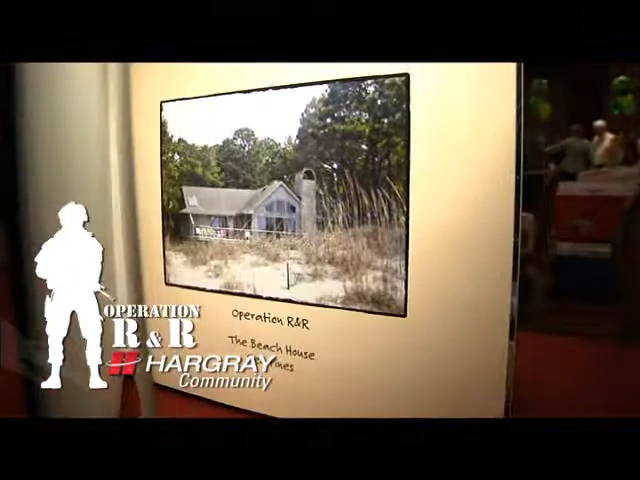 Operation R&R
The Beach House
OPERATION
R & R
HARGRAY
Community